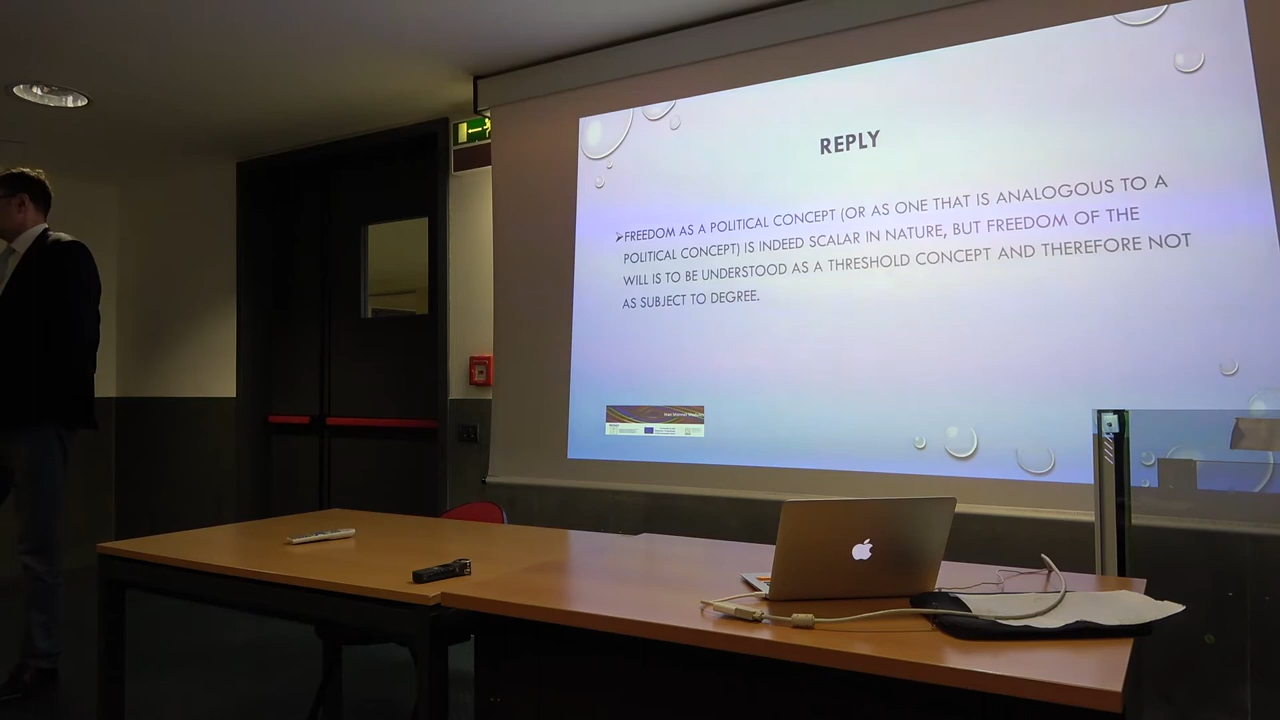 REPLY
➢FREEDOM AS A POLITICAL CONCEPT (OR AS ONE THAT IS ANALOGOUS TO A
POLITICAL CONCEPT) IS INDEED SCALAR IN NATURE, BUT FREEDOM OF THE
WILL IS TO BE UNDERSTOOD AS A THRESHOLD CONCEPT AND THEREFORE NOT
AS SUBJECT TO DEGREE.
Jean Monnet